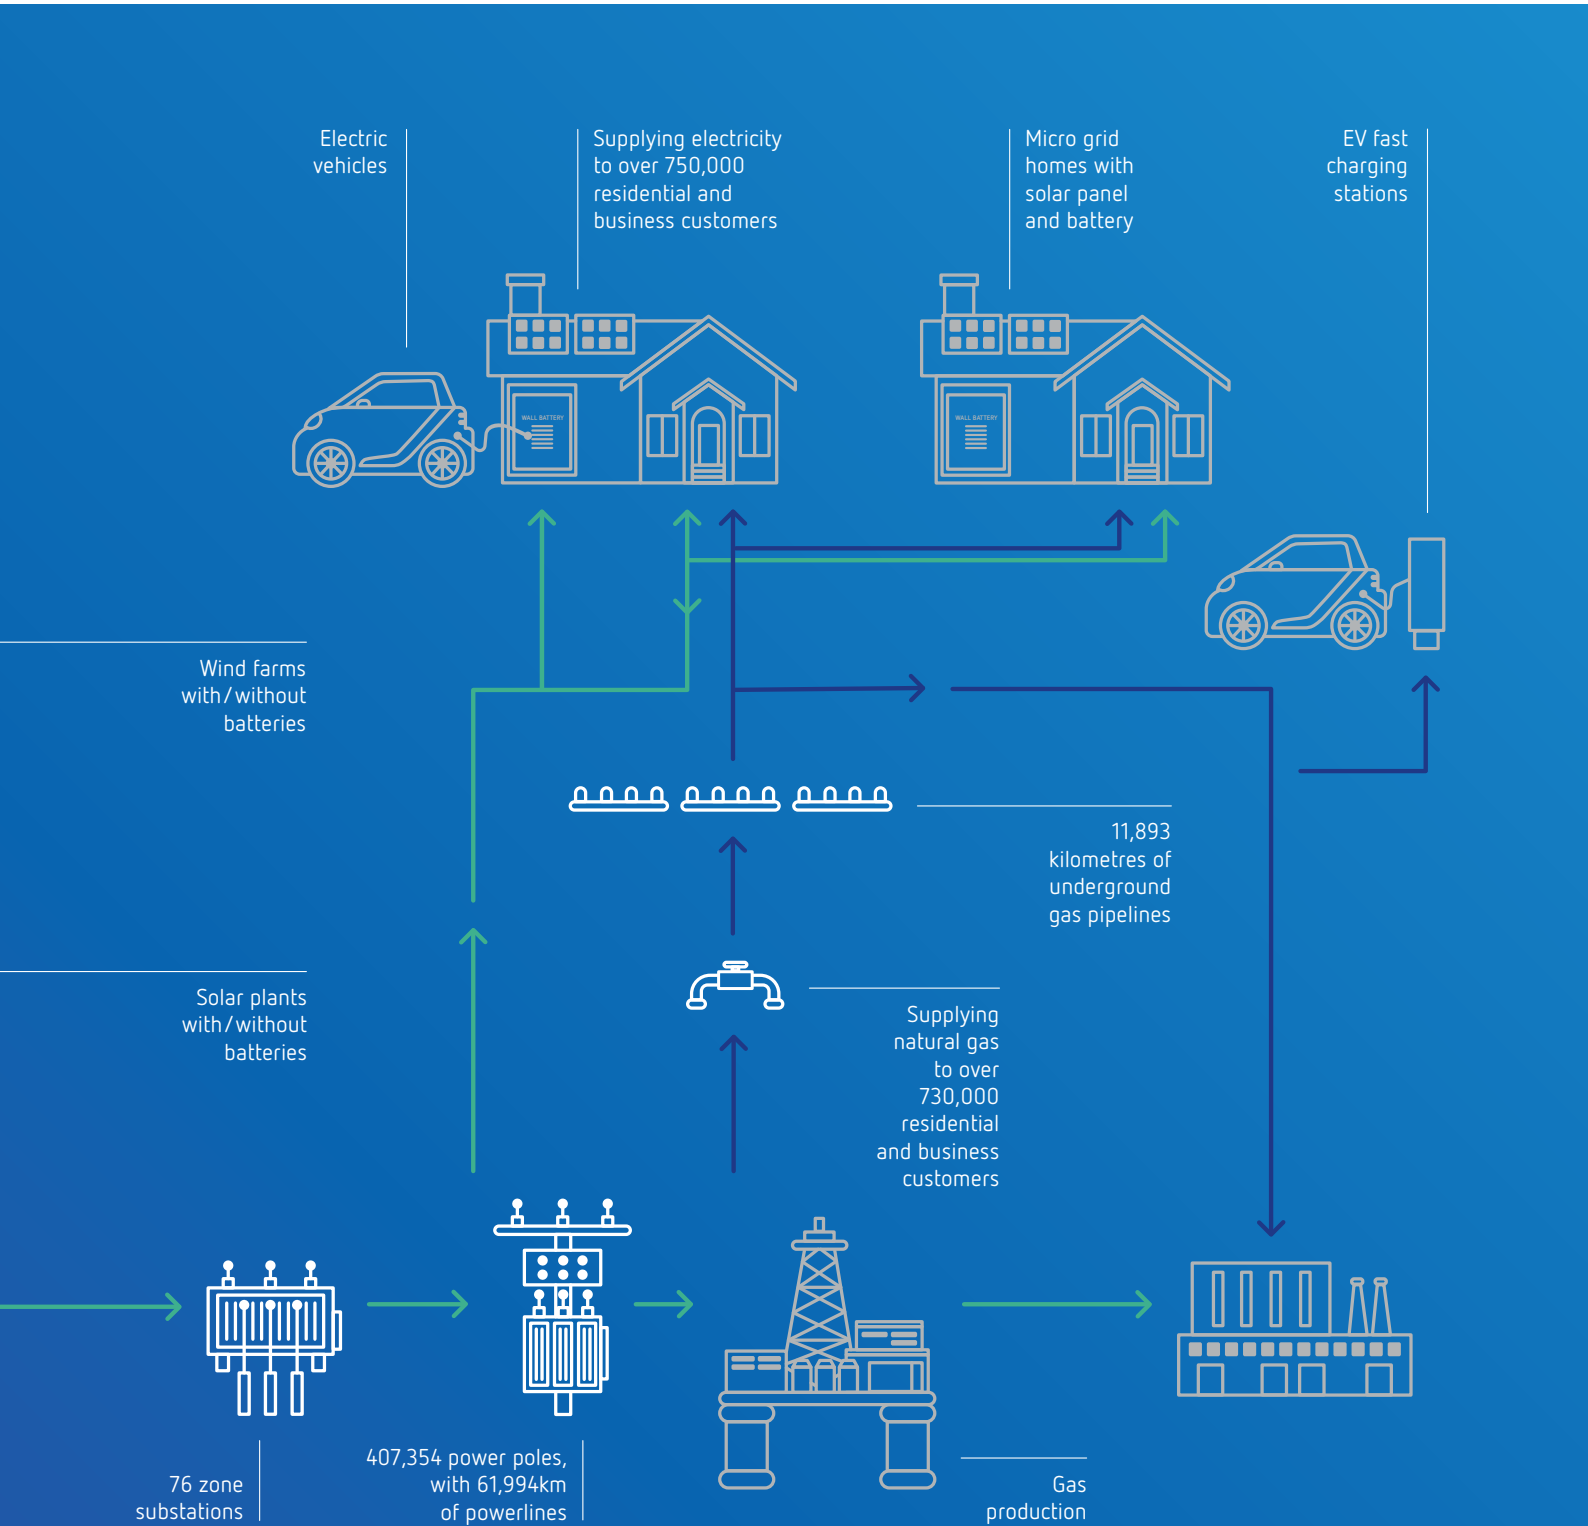 Electric
vehicles
Supplying electricity
to over 750,000
residential and
business customers
Micro grid
homes with
solar panel
and battery
EV fast
charging
stations
WALL BATTERY
WALL BATTERY
Wind farms
with/without
batteries
11,893
kilometres of
underground
gas pipelines
Solar plants
with/without
batteries
Supplying
natural gas
to over
730,000
residential
and business
customers
76 zone
substations
407,354 power poles,
with 61,994km
of powerlines
Gas
production